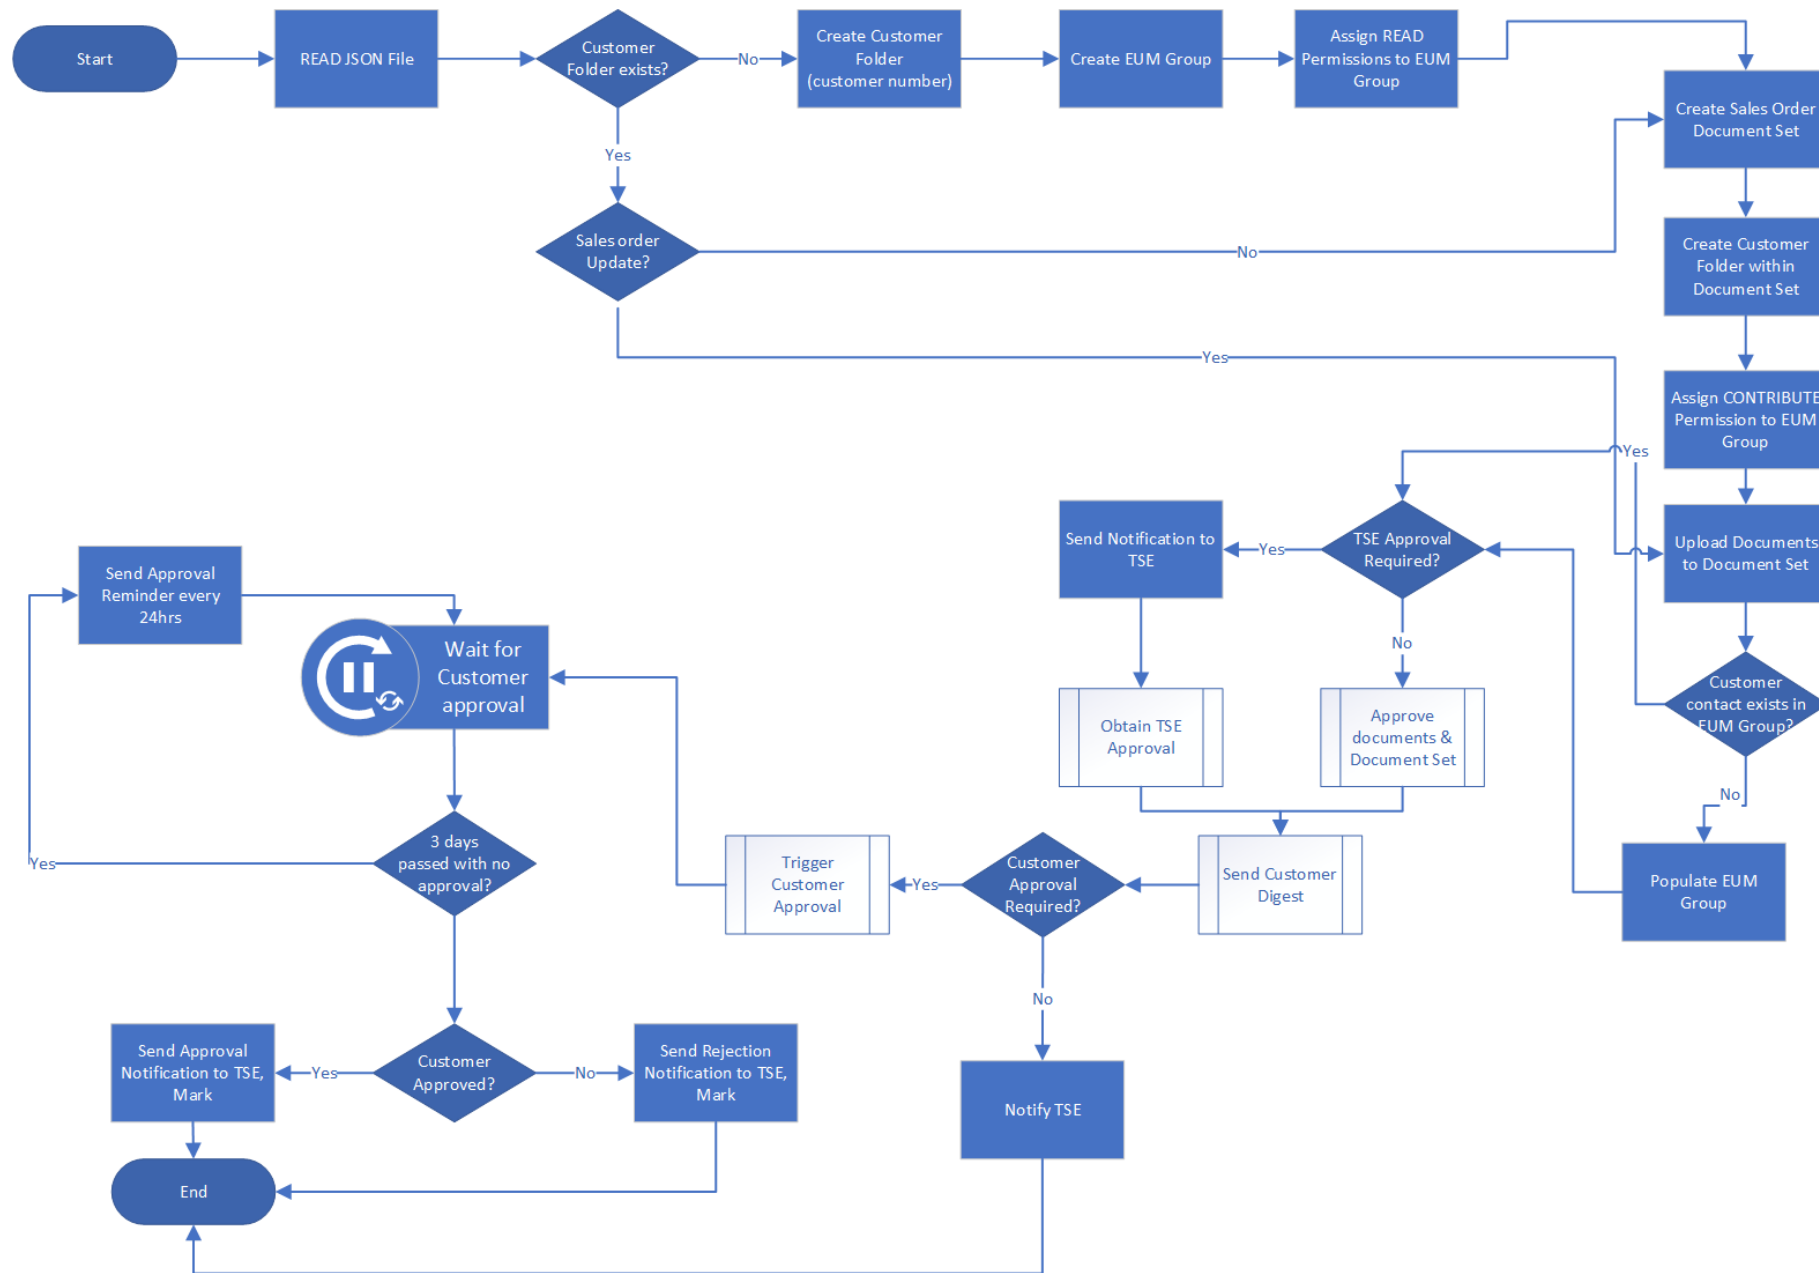 Start
READ JSON File
Customer
Folder exists?
No
Create Customer
Folder
(customer number)
Create EUM Group
Assign READ
Permissions to EUM
Group
Create Sales Order
Document Set
Yes
Sales order
Update?
No
Create Customer
Folder within
Document Set
Yes
Assign CONTRIBUTE
Permission to EUM
Group
Yes
Upload Documents
to Document Set
TSE Approval
Required?
Yes
Send Notification to
TSE
No
Customer
contact exists in
EUM Group?
No
Populate EUM
Group
Obtain TSE
Approval
Approve
documents &
Document Set
Send Customer
Digest
Customer
Approval
Required?
Yes
Trigger
Customer
Approval
No
Notify TSE
Send Approval
Reminder every
24hrs
Wait for
Customer
approval
3 days
passed with no
approval?
Yes
Customer
Approved?
Yes
Send Approval
Notification to TSE,
Mark
No
Send Rejection
Notification to TSE,
Mark
End